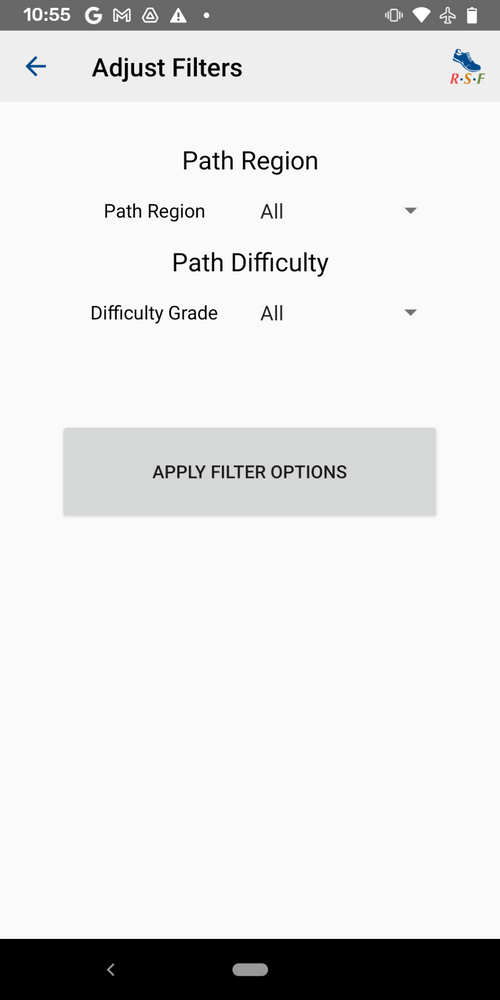 10:55
Adjust Filters
R·S·F
Path Region
Path Region All
Path Difficulty
Difficulty Grade All
APPLY FILTER OPTIONS